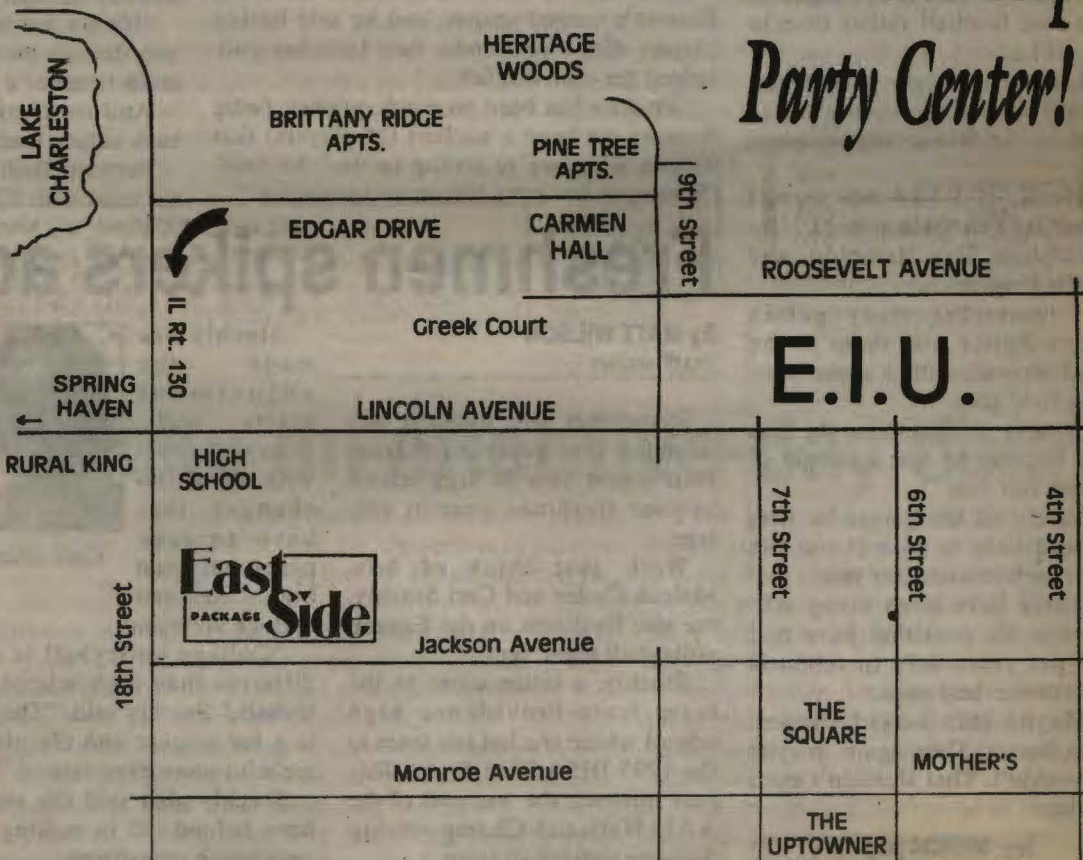 Party Center!
LAKE
CHARLESTON
HERITAGE
WOODS
BRITTANY RIDGE
APTS.
PINE TREE
APTS.
9th Street
EDGAR DRIVE
CARMEN
HALL
ROOSEVELT AVENUE
IL Rt. 130
Greek Court
E.I.U.
SPRING
HAVEN
LINCOLN AVENUE
RURAL KING
HIGH
SCHOOL
7th Street
6th Street
4th Street
18th Street
East
PACKAGE Side
Jackson Avenue
THE
SQUARE
MOTHER'S
Monroe Avenue
THE
UPTOWNER